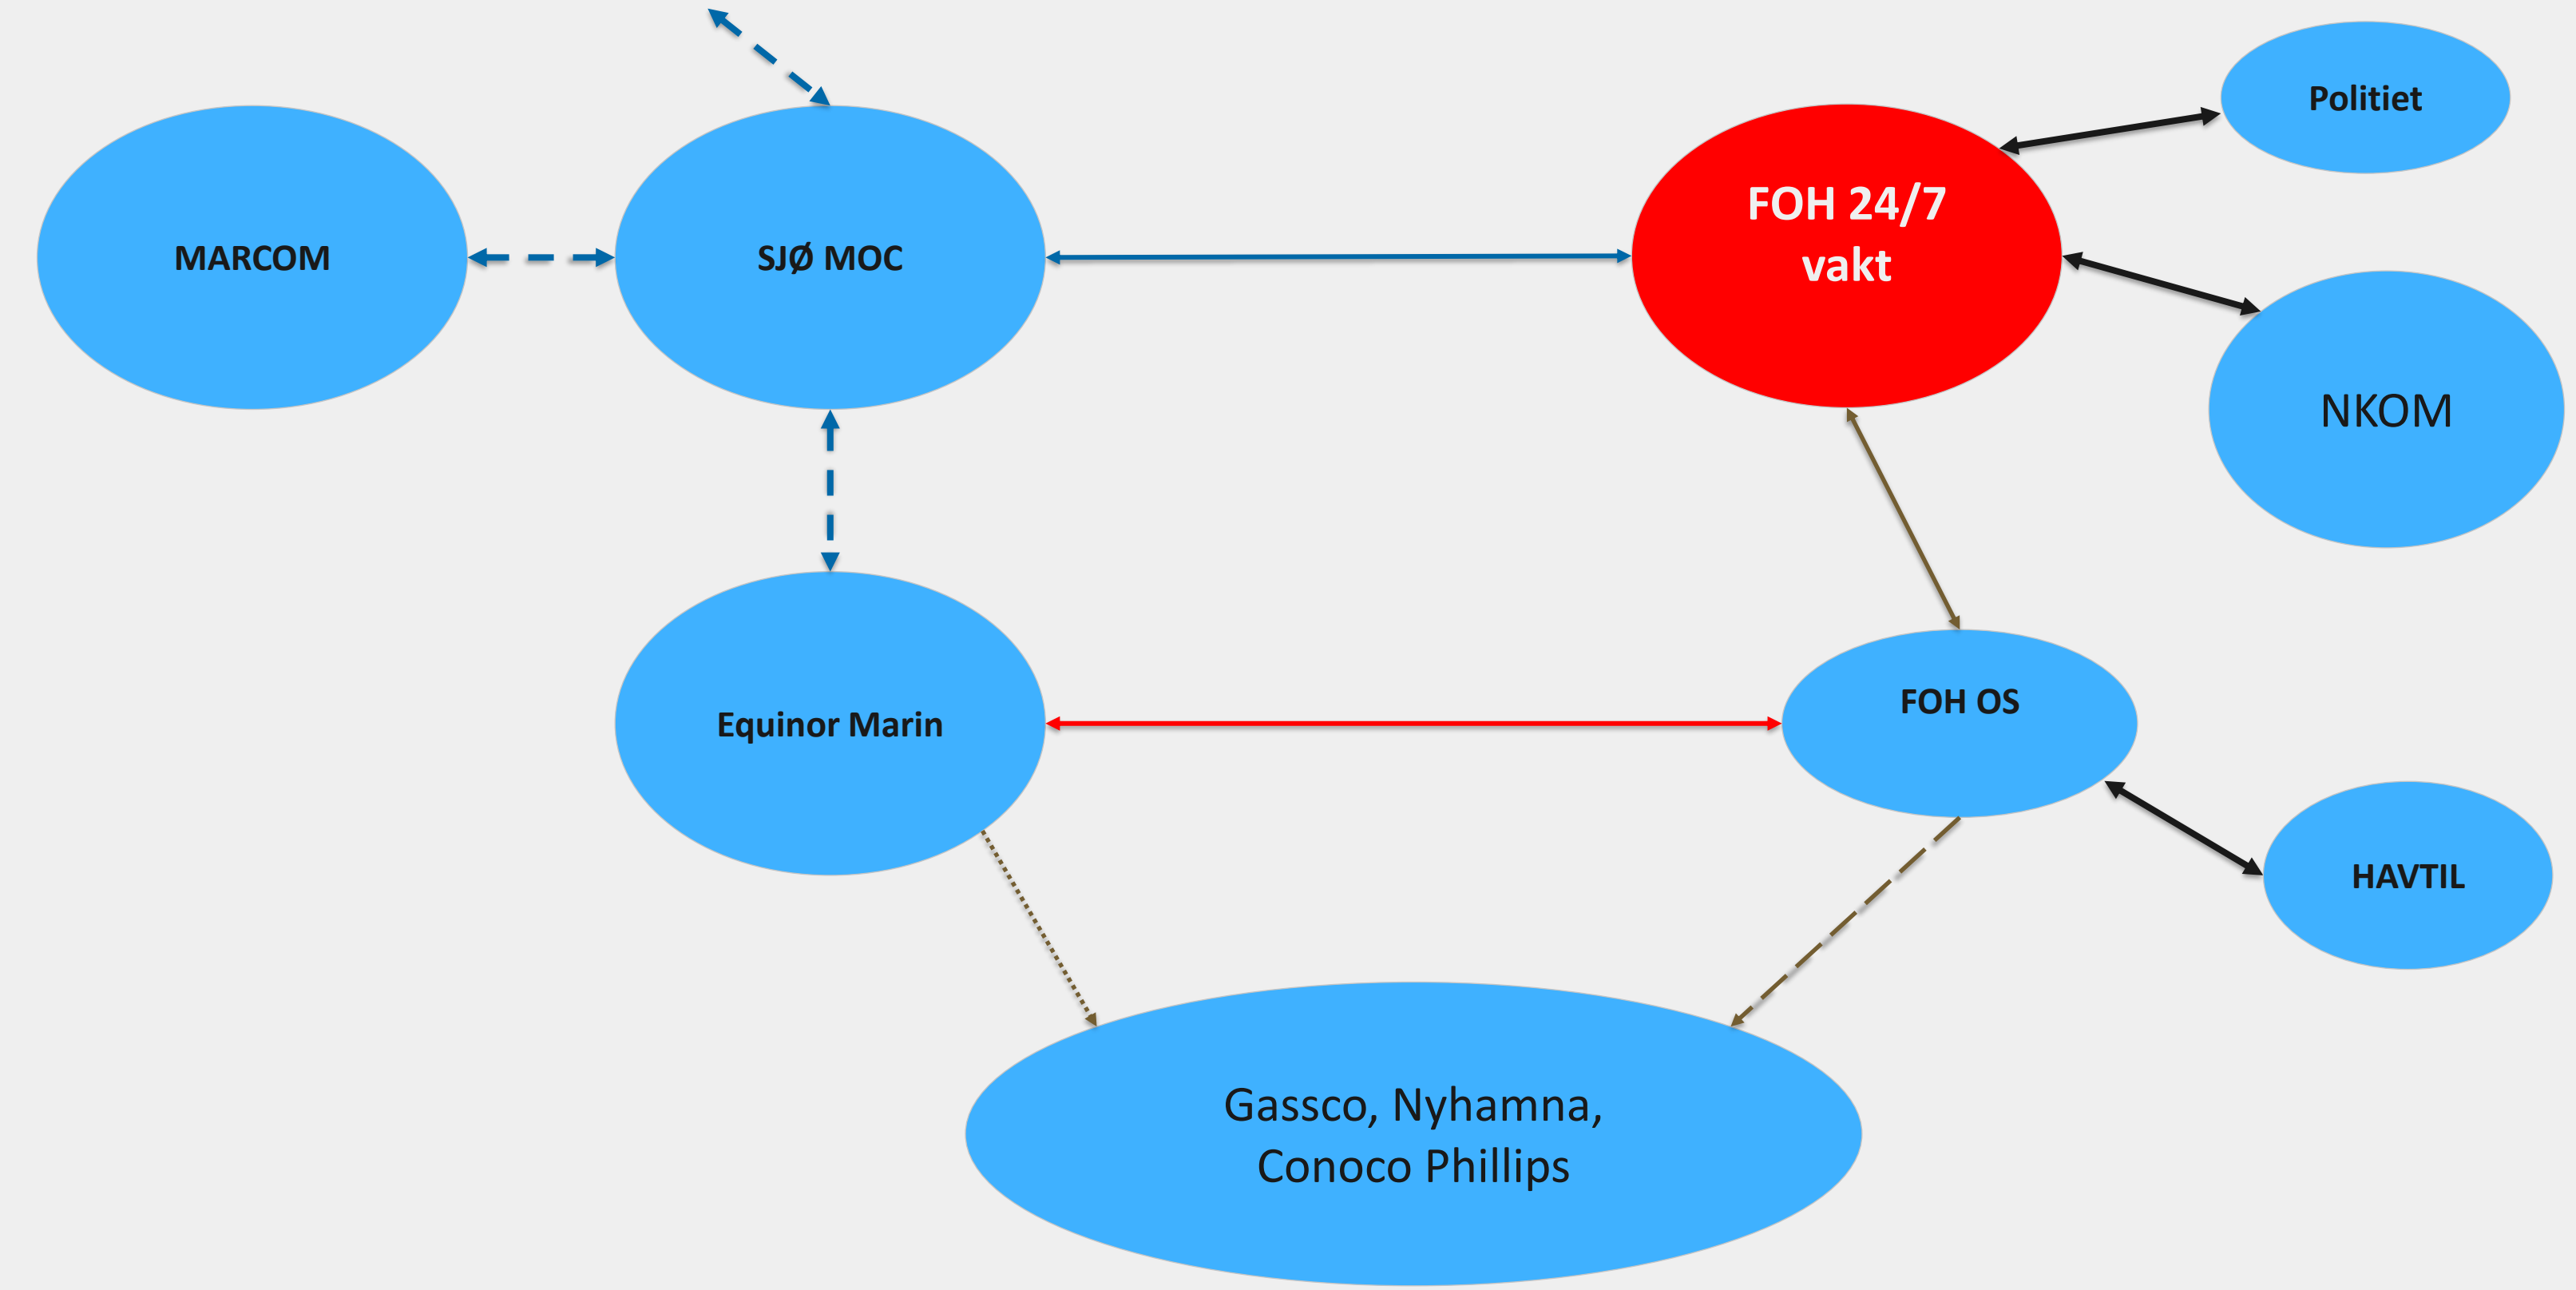 Politiet
FOH 24/7
vakt
MARCOM
SJØ MOC
NKOM
FOH OS
Equinor Marin
HAVTIL
Gassco, Nyhamna,
Conoco Phillips